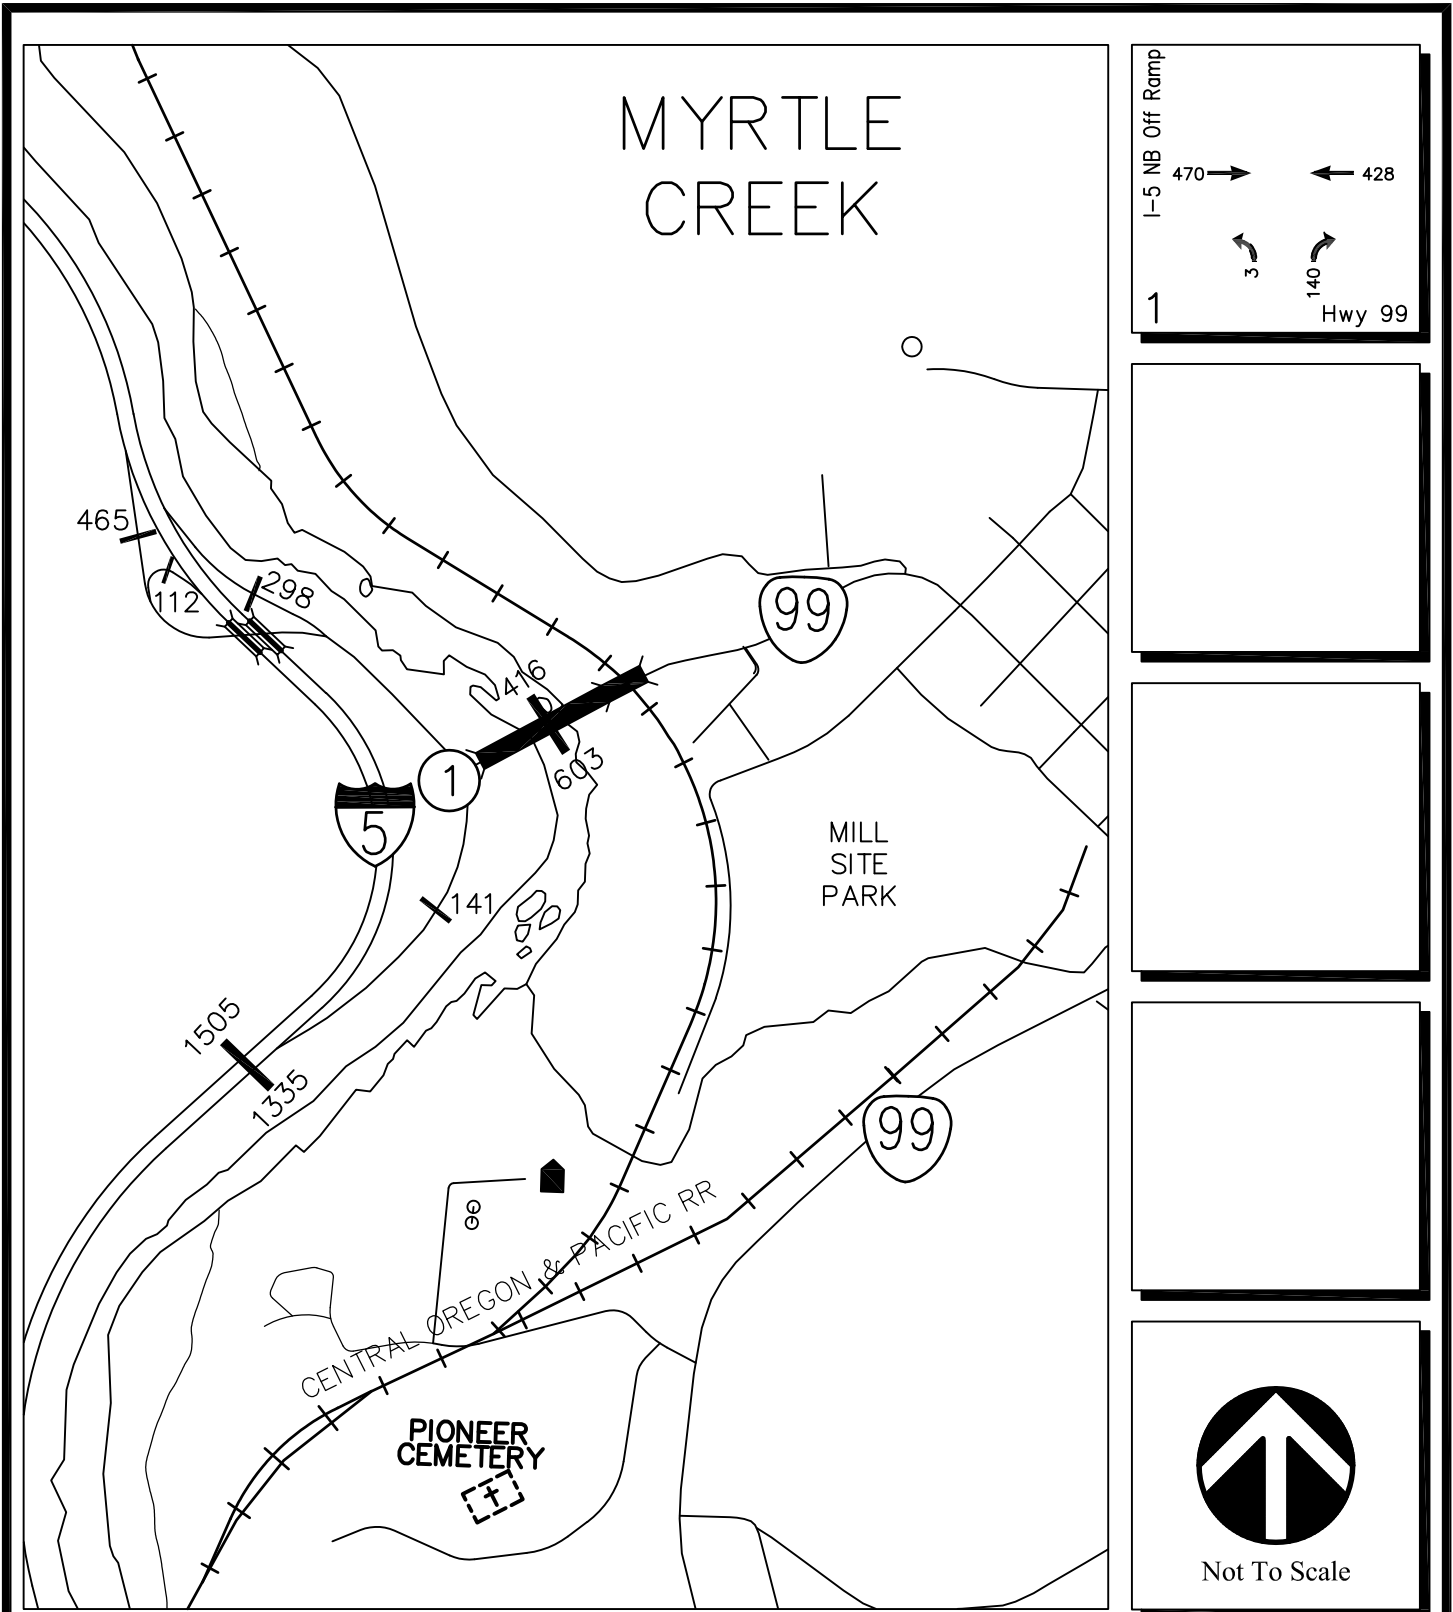 MYRTLE
CREEK
465
112
298
99
416
603
1
5
141
MILL
SITE
PARK
1505
1335
99
CENTRAL OREGON & PACIFIC RR
PIONEER
CEMETERY
I-5 NB Off Ramp
470
428
3
140
1
Hwy 99
Not To Scale